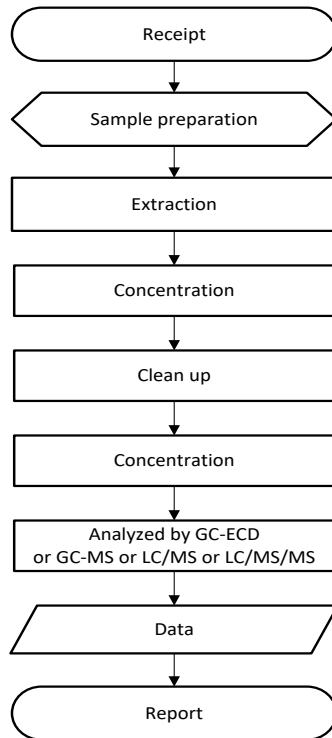 Receipt
Sample preparation
Extraction
Concentration
Clean up
Concentration
Analyzed by GC-ECD
or GC-MS or LC/MS or LC/MS/MS
Data
Report